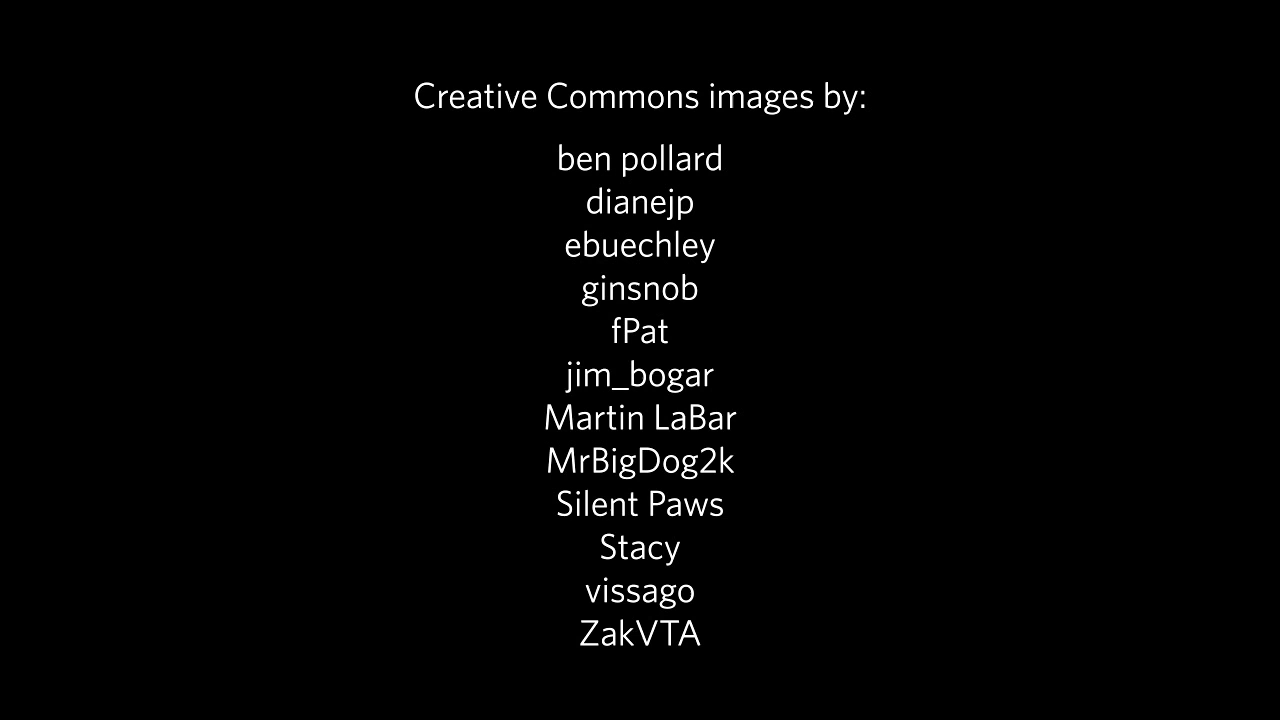 Creative Commons images by:
ben pollard
dianejp
ebuechley
ginsnob
fPat
jim_bogar
Martin LaBar
MrBigDog2k
Silent Paws
Stacy
vissago
ZakVTA